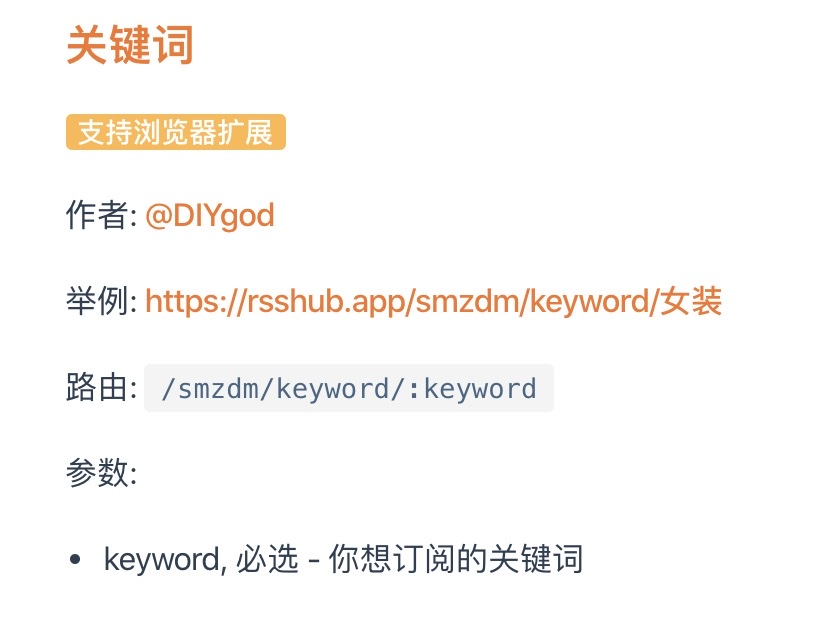 关键词
支持浏览器扩展
作者: @DIYgod
举例: https://rsshub.app/smzdm/keyword/女装
路由: /smzdm/keyword/:keyword
参数:
• keyword, 必选 - 你想订阅的关键词